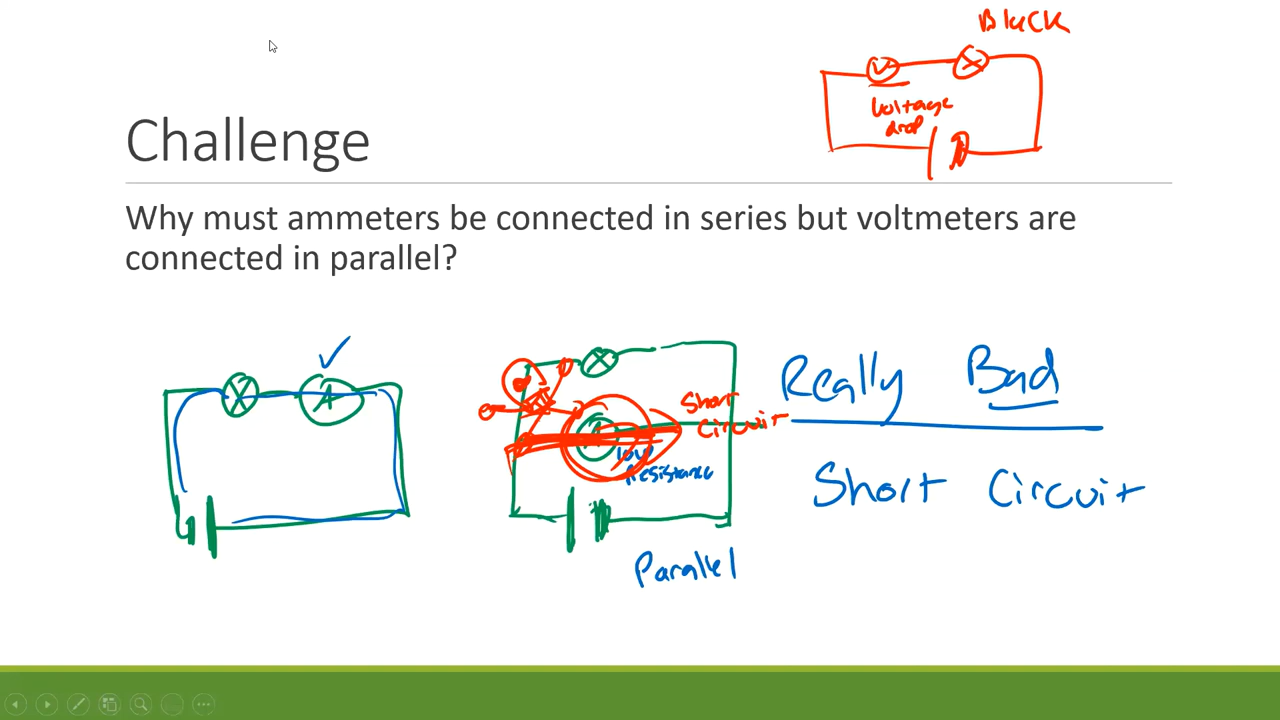 Block
V
X
Voltage
drop
Challenge
Why must ammeters be connected in series but voltmeters are
connected in parallel?
X
A
X
Short
Circuit
A
low
Resistance
Really Bad
Short Circuit
Parallel